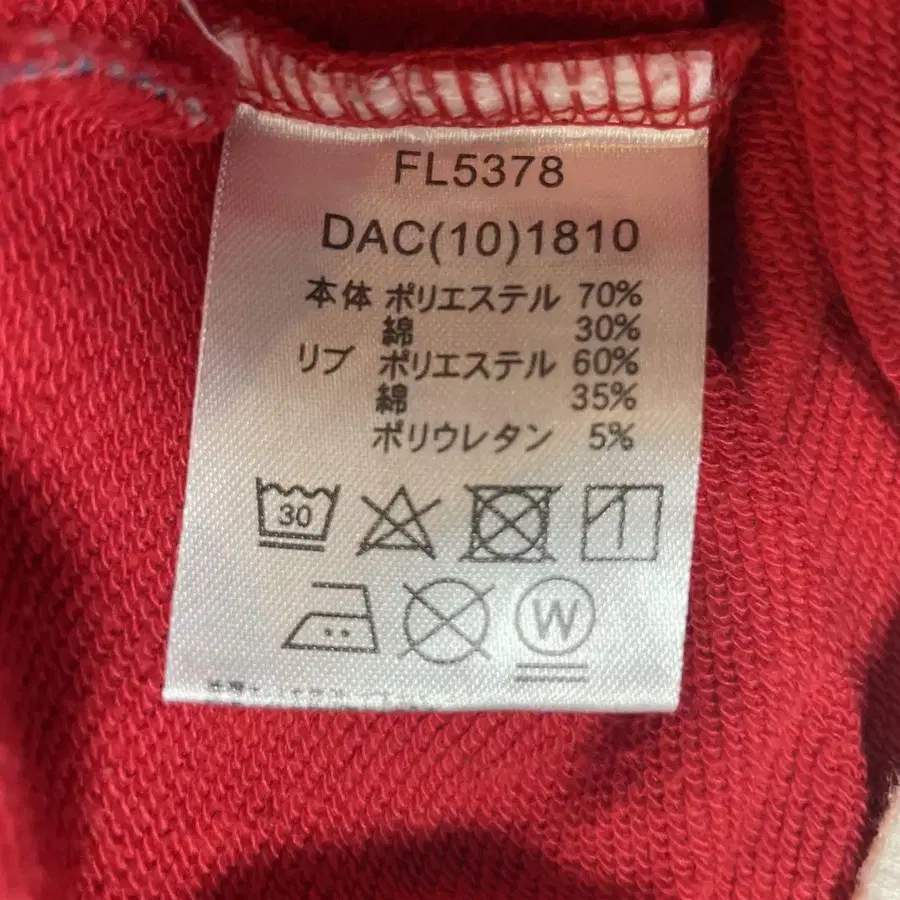 FL5378
DAC(10)1810
本体 ポリエステル 70%
綿 30%
リブ ポリエステル 60%
綿 35%
ポリウレタン 5%
30
W